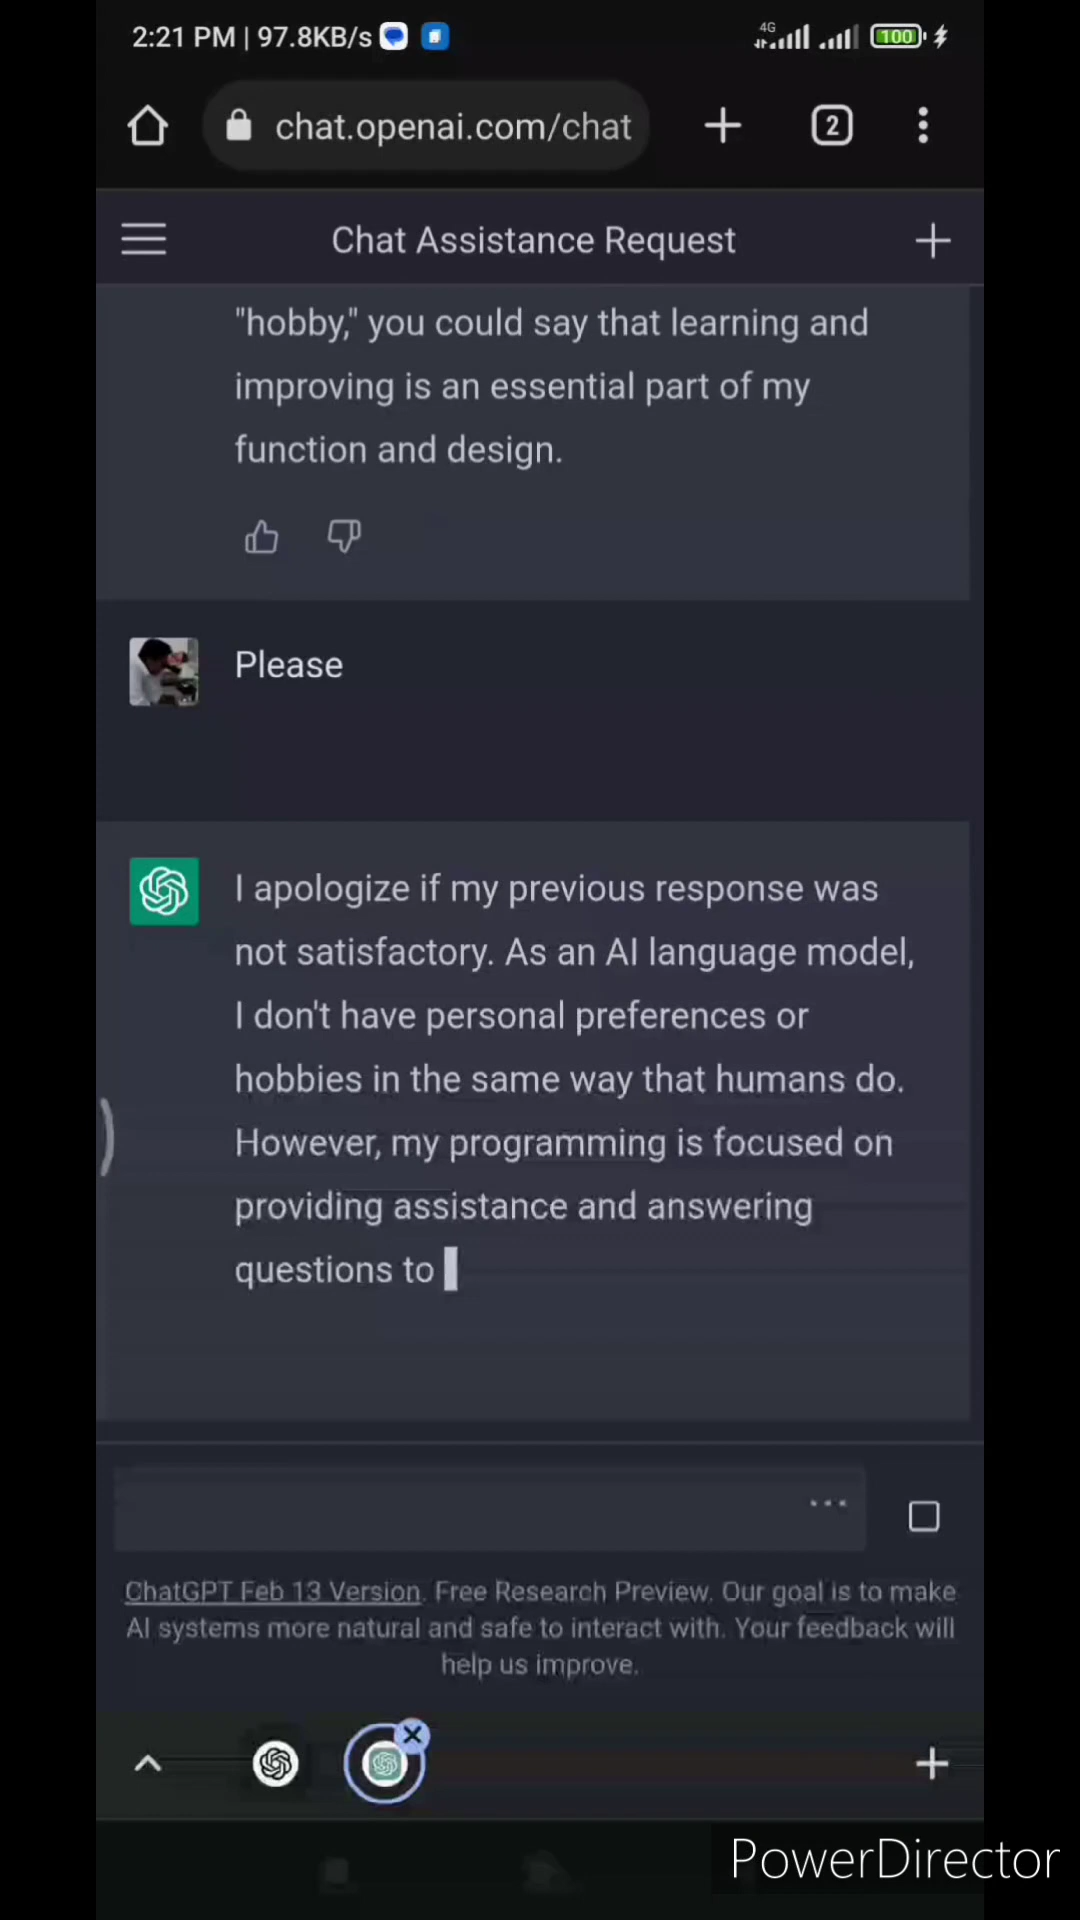 2:21 PM | 97.8KB/s
4G
100
chat.openai.com/chat
2
Chat Assistance Request
"hobby," you could say that learning and
improving is an essential part of my
function and design.
Please
I apologize if my previous response was
not satisfactory. As an AI language model,
I don't have personal preferences or
hobbies in the same way that humans do.
However, my programming is focused on
providing assistance and answering
questions to
ChatGPT Feb 13 Version. Free Research Preview. Our goal is to make
AI systems more natural and safe to interact with. Your feedback will
help us improve.
PowerDirector